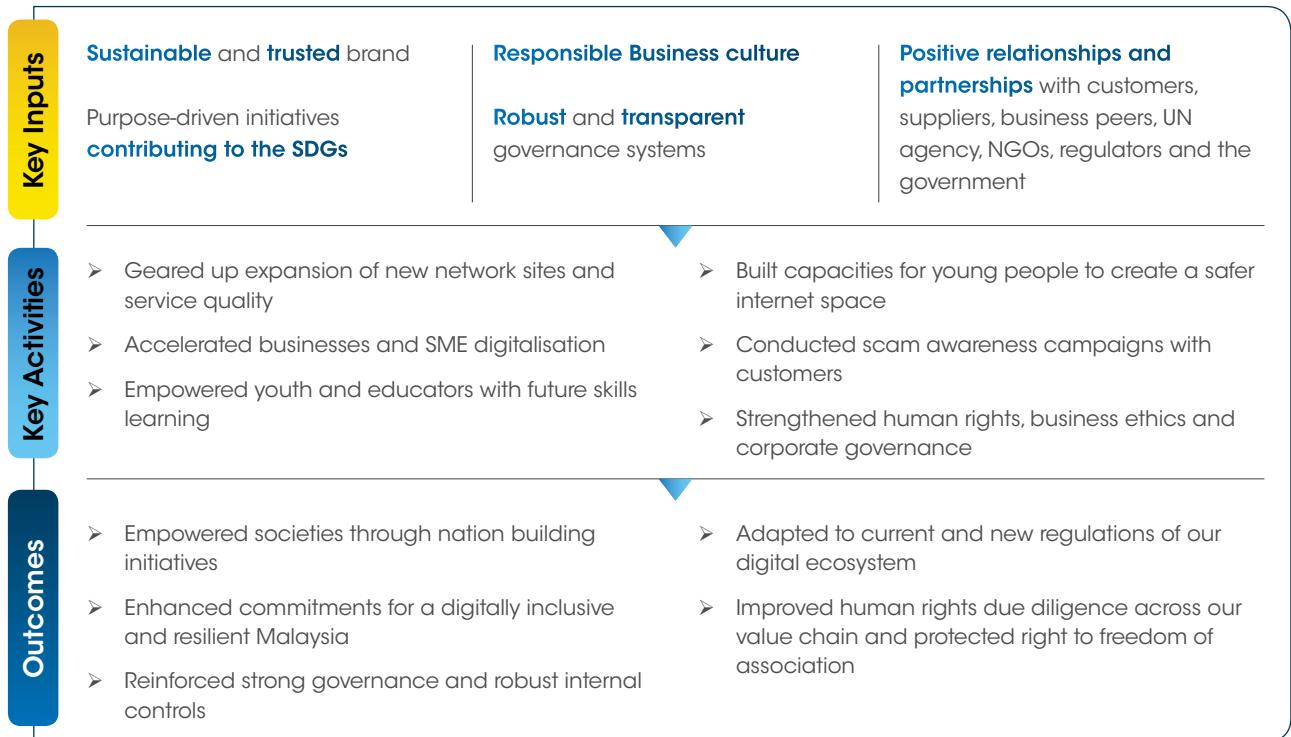 Key Inputs
Sustainable and trusted brand
Purpose-driven initiatives
contributing to the SDGs
Responsible Business culture
Robust and transparent
governance systems
Positive relationships and
partnerships with customers,
suppliers, business peers, UN
agency, NGOs, regulators and the
government
Key Activities
➢ Geared up expansion of new network sites and
service quality
➢ Accelerated businesses and SME digitalisation
➢ Empowered youth and educators with future skills
learning
➢ Built capacities for young people to create a safer
internet space
➢ Conducted scam awareness campaigns with
customers
➢ Strengthened human rights, business ethics and
corporate governance
Outcomes
➢ Empowered societies through nation building
initiatives
➢ Enhanced commitments for a digitally inclusive
and resilient Malaysia
➢ Reinforced strong governance and robust internal
controls
➢ Adapted to current and new regulations of our
digital ecosystem
➢ Improved human rights due diligence across our
value chain and protected right to freedom of
association